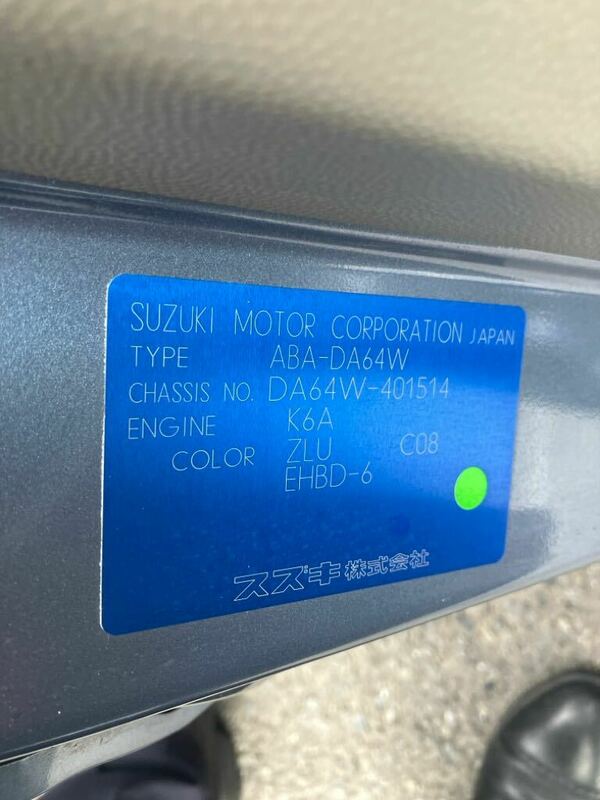 SUZUKI MOTOR CORPORATION JAPAN
TYPE ABA-DA64W
CHASSIS NO. DA64W-401514
ENGINE K6A
COLOR ZLU C08
EHBD-6
スズキ株式会社